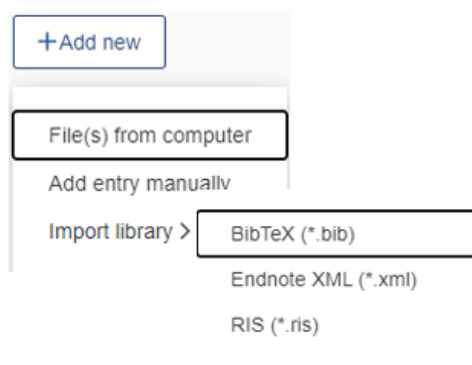 +Add new
File(s) from computer
Add entry manually
Import library >
BibTeX (*.bib)
Endnote XML (*.xml)
RIS (*.ris)